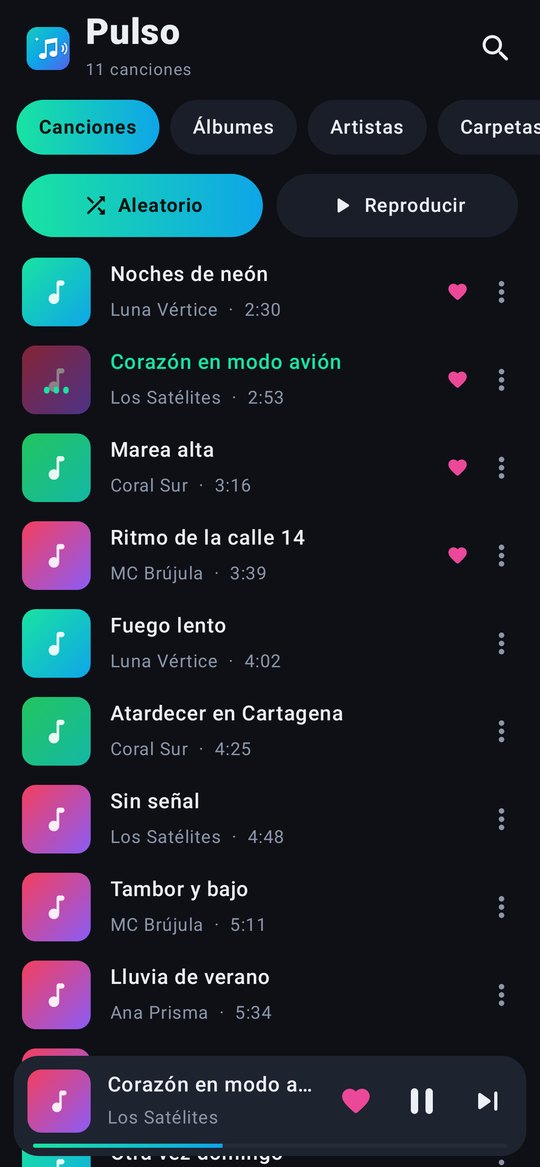 Pulso
11 canciones
Canciones
Álbumes
Artistas
Carpetas
Aleatorio
Reproducir
Noches de neón
Luna Vértice · 2:30
Corazón en modo avión
Los Satélites · 2:53
Marea alta
Coral Sur · 3:16
Ritmo de la calle 14
MC Brújula · 3:39
Fuego lento
Luna Vértice · 4:02
Atardecer en Cartagena
Coral Sur · 4:25
Sin señal
Los Satélites · 4:48
Tambor y bajo
MC Brújula · 5:11
Lluvia de verano
Ana Prisma · 5:34
Corazón en modo a...
Los Satélites
Otra vez domingo